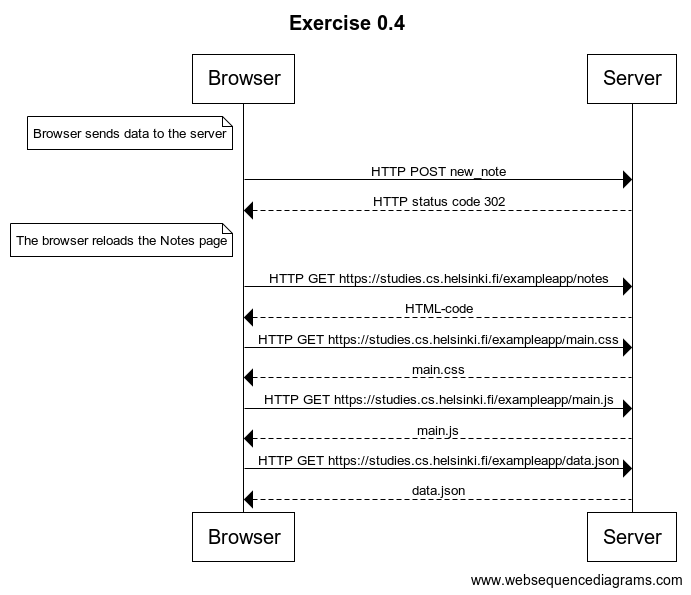 Exercise 0.4
Browser
Server
Browser sends data to the server
HTTP POST new_note
HTTP status code 302
The browser reloads the Notes page
HTTP GET https://studies.cs.helsinki.fi/exampleapp/notes
HTML-code
HTTP GET https://studies.cs.helsinki.fi/exampleapp/main.css
main.css
HTTP GET https://studies.cs.helsinki.fi/exampleapp/main.js
main.js
HTTP GET https://studies.cs.helsinki.fi/exampleapp/data.json
data.json
Browser
Server
www.websequencediagrams.com